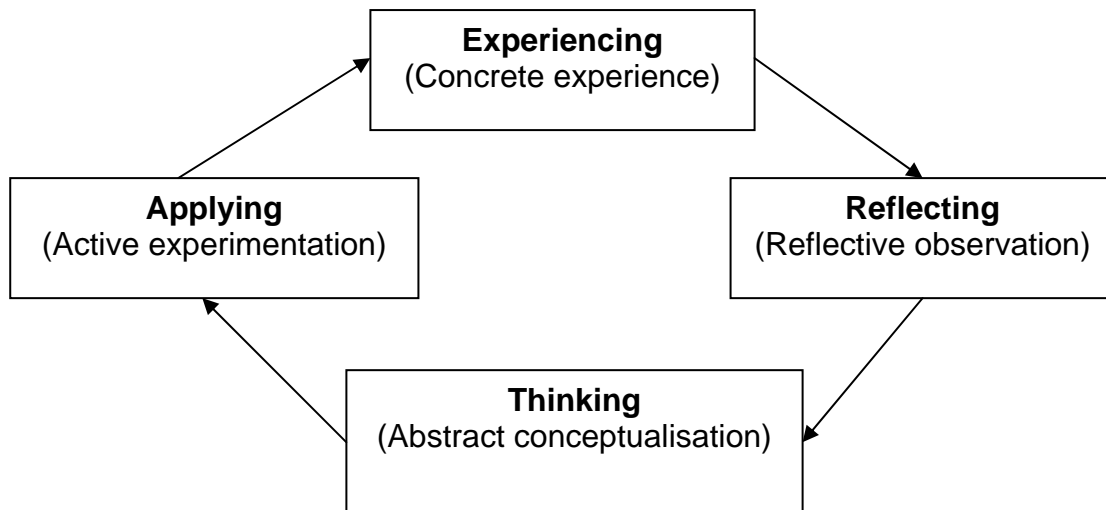 Experiencing
(Concrete experience)
Applying
(Active experimentation)
Reflecting
(Reflective observation)
Thinking
(Abstract conceptualisation)